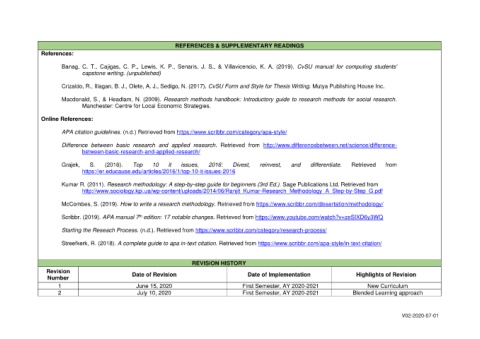 REFERENCES & SUPPLEMENTARY READINGS
References:
Banag, C. T., Cajigas, C. P., Lewis, K. P., Senaris, J. S., & Villavicencio, K. A. (2019). CvSU manual for computing students'
capstone writing. (unpublished)
Crizaldo, R., Illagan, B. J., Olete, A. J., Sedigo, N. (2017). CvSU Form and Style for Thesis Writing. Mutya Publishing House Inc.
Macdonald, S., & Headlam, N. (2009). Research methods handbook: Introductory guide to research methods for social research.
Manchester: Centre for Local Economic Strategies.
Online References:
APA citation guidelines. (n.d.) Retrieved from https://www.scribbr.com/category/apa-style/
Difference between basic research and applied research. Retrieved from http://www.differencebetween.net/science/difference-
between-basic-research-and-applied-research/
Grajek, S. (2016). Top 10 it issues, 2016: Divest, reinvest, and differentiate. Retrieved from
https://er.educause.edu/articles/2016/1/top-10-it-issues-2016
Kumar R. (2011). Research methodology: A step-by-step guide for beginners (3rd Ed.). Sage Publications Ltd. Retrieved from
http://www.sociology.kpi.ua/wp-content/uploads/2014/06/Ranjit_Kumar-Research_Methodology_A_Step-by-Step_G.pdf
McCombes, S. (2019). How to write a research methodology. Retrieved from https://www.scribbr.com/dissertation/methodology/
Scribbr. (2019). APA manual 7th edition: 17 notable changes. Retrieved from
Starting the Reseach Process. (n.d.). Retrieved from https://www.scribbr.com/category/research-process/
Streefkerk, R. (2018). A complete guide to apa in-text citation. Retrieved from https://www.scribbr.com/apa-style/in-text-citation/
REVISION HISTORY
Revision Number Date of Revision Date of Implementation Highlights of Revision
1 June 15, 2020 First Semester, AY 2020-2021 New Curriculum
2 July 10, 2020 First Semester, AY 2020-2021 Blended Learning approach
V02-2020-07-01